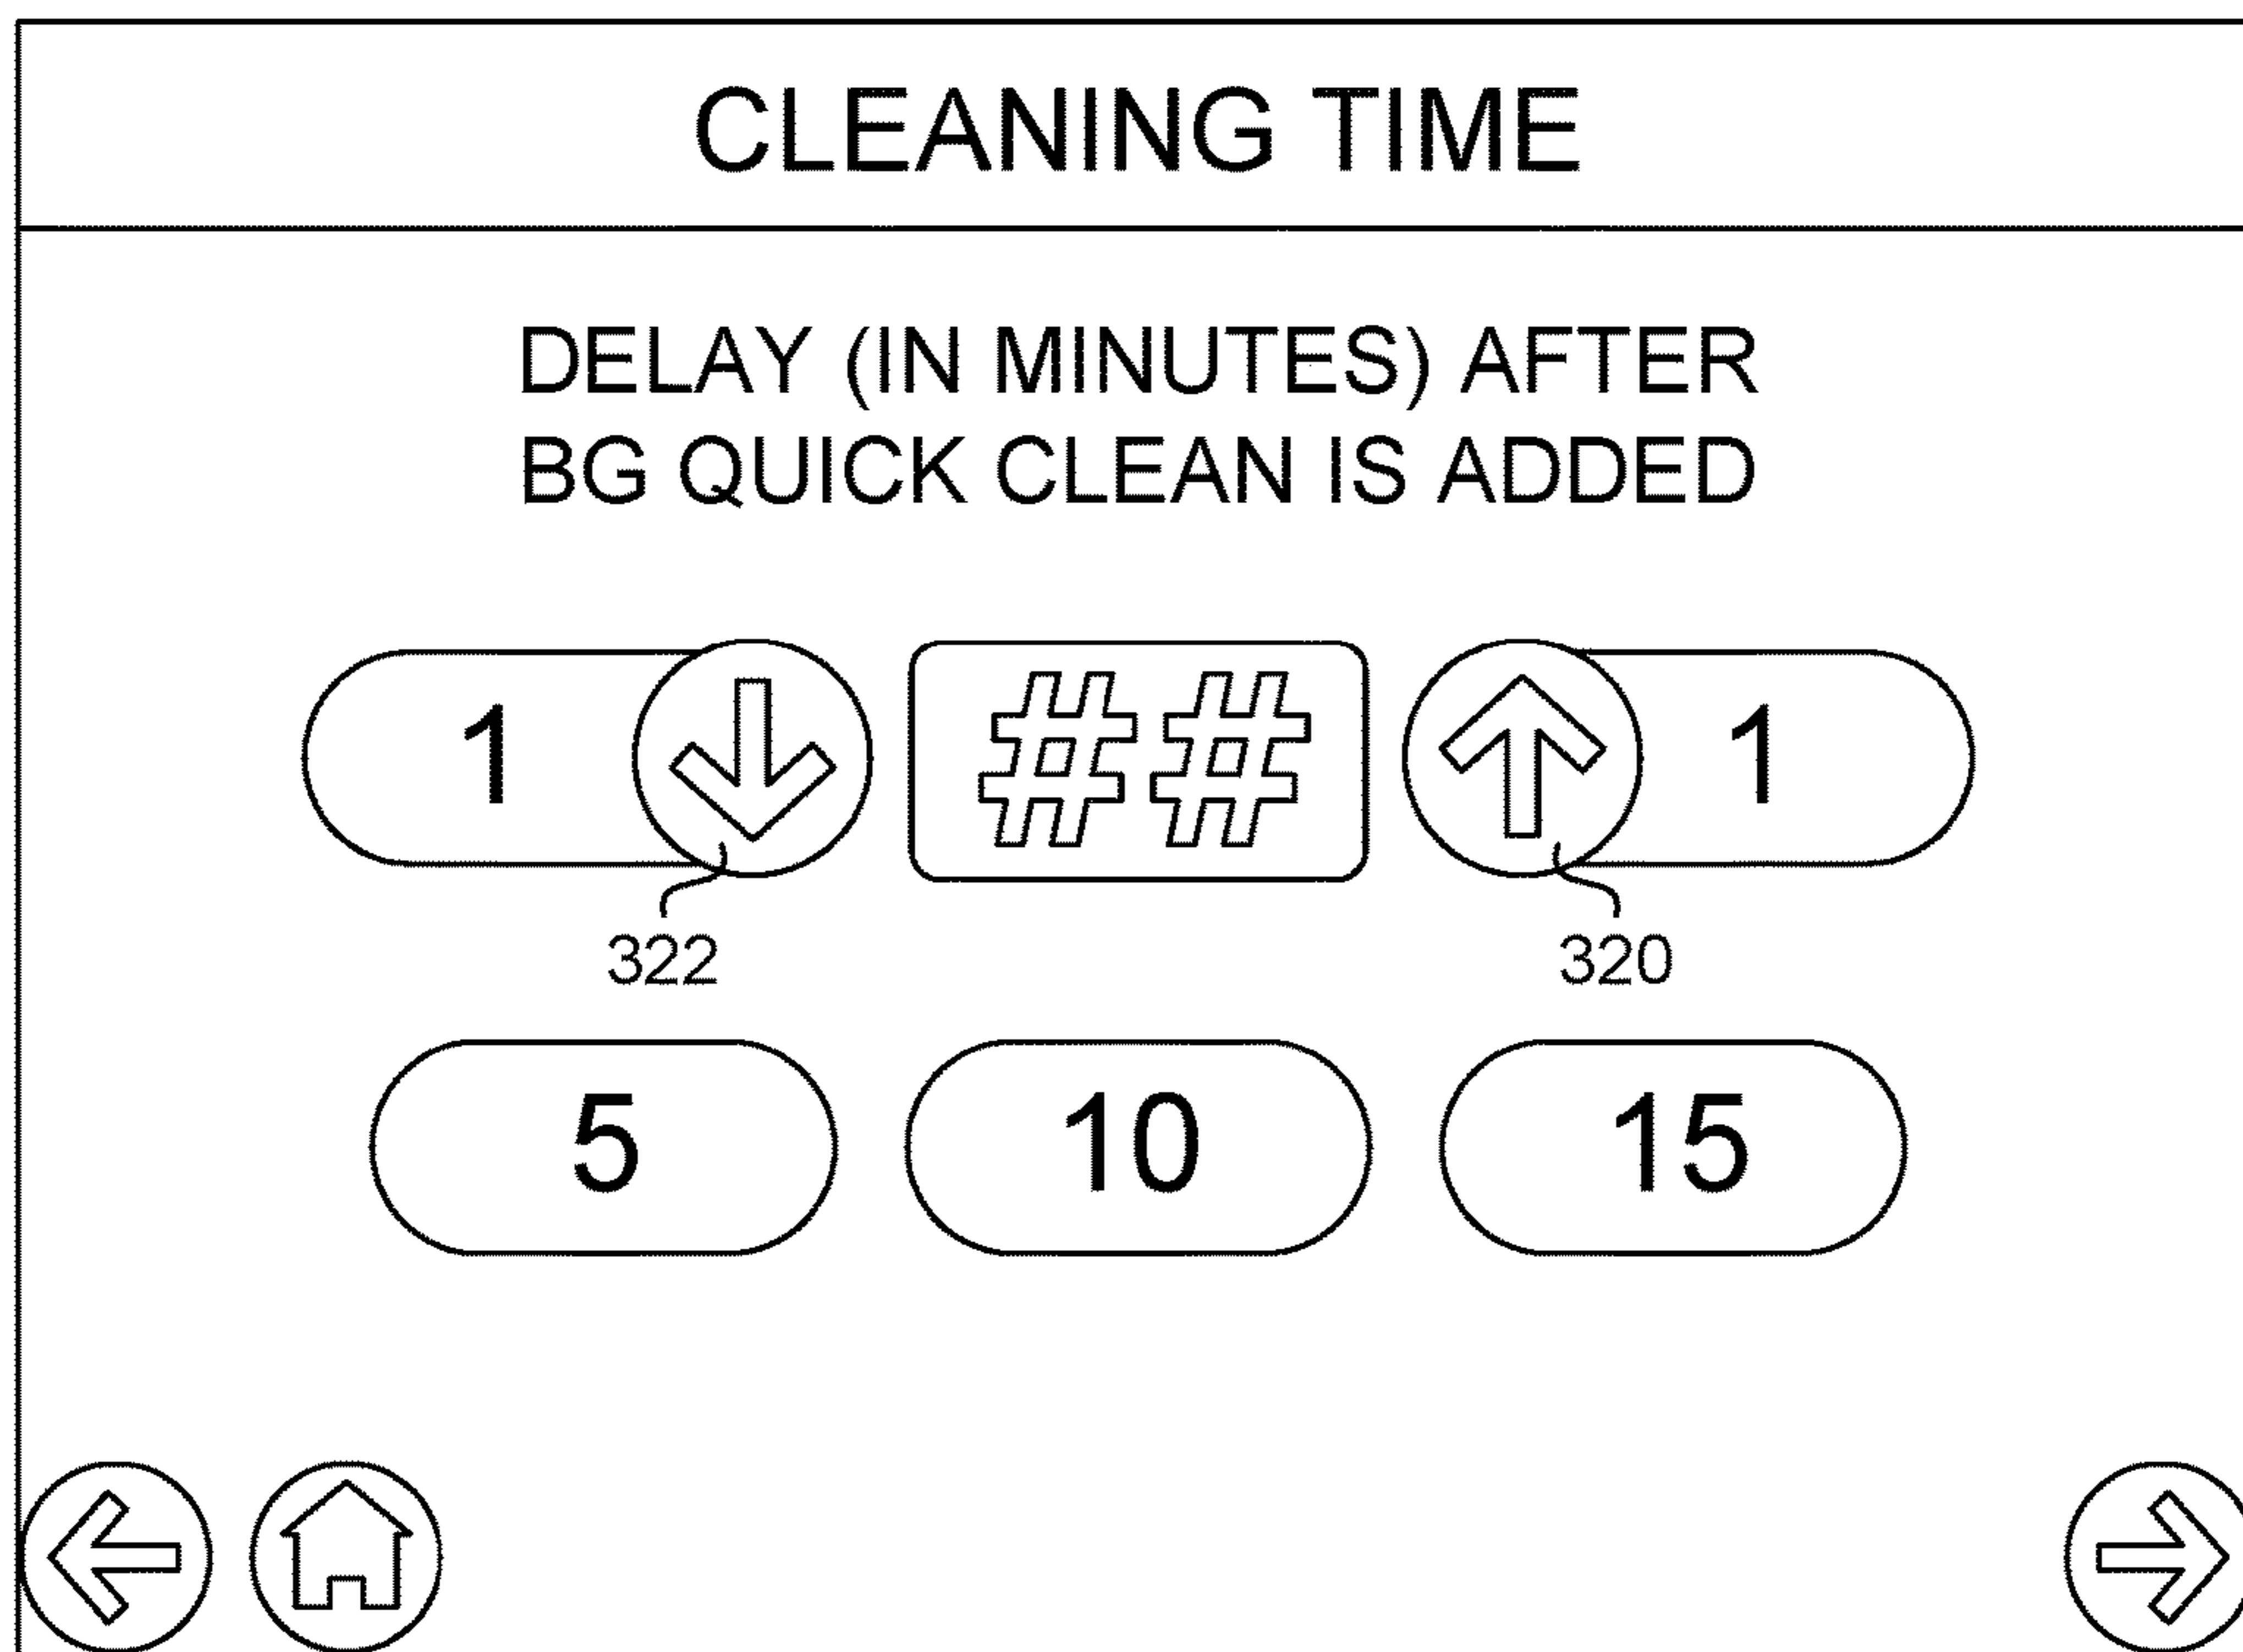 CLEANING TIME
DELAY (IN MINUTES) AFTER
BG QUICK CLEAN IS ADDED
1 ## 1
322 320
5 10 15